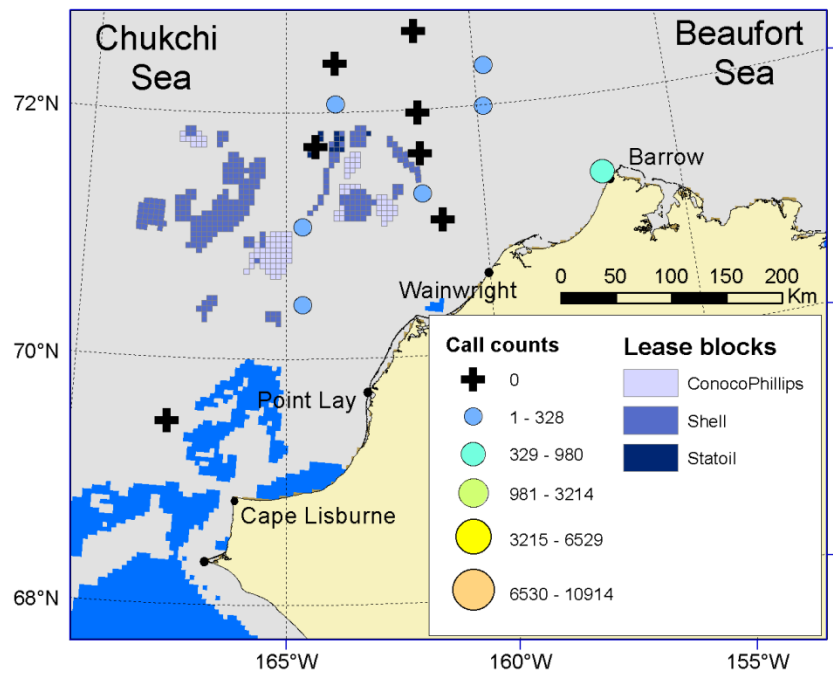 Chukchi
Sea
Beaufort
Sea
72°N
70°N
68°N
Barrow
Wainwright
Point Lay
Cape Lisburne
0 50 100 150 200
Km
Call counts
0
1 - 328
329 - 980
981 - 3214
3215 - 6529
6530 - 10914
Lease blocks
ConocoPhillips
Shell
Statoil
165°W 160°W 155°W